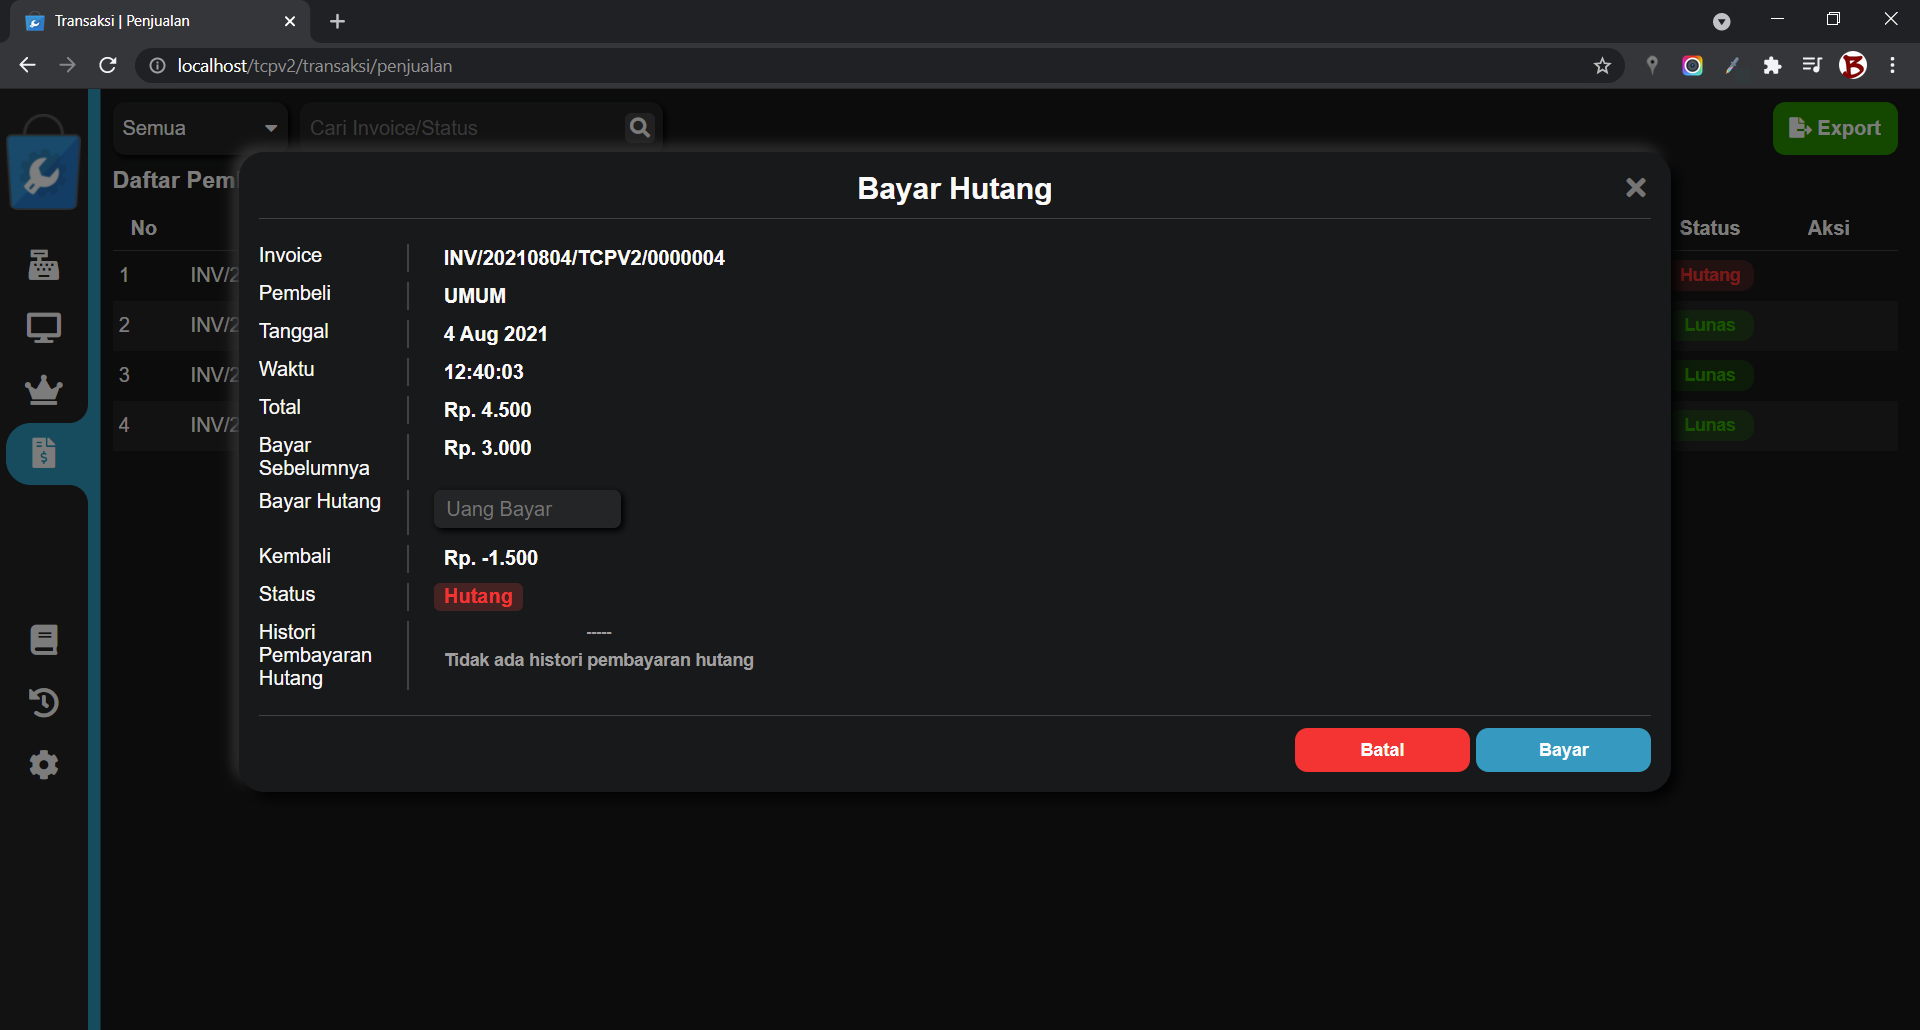 Transaksi | Penjualan
localhost/tcpv2/transaksi/penjualan
Semua
Cari Invoice/Status
Export
Daftar Pem
No
Status
Aksi
1
INV/2
Hutang
2
INV/2
Lunas
3
INV/2
Lunas
4
INV/2
Lunas
Bayar Hutang
Invoice
INV/20210804/TCPV2/0000004
Pembeli
UMUM
Tanggal
4 Aug 2021
Waktu
12:40:03
Total
Rp. 4.500
Bayar
Sebelumnya
Rp. 3.000
Bayar Hutang
Uang Bayar
Kembali
Rp. -1.500
Status
Hutang
Histori
Pembayaran
Hutang
-----
Tidak ada histori pembayaran hutang
Batal
Bayar